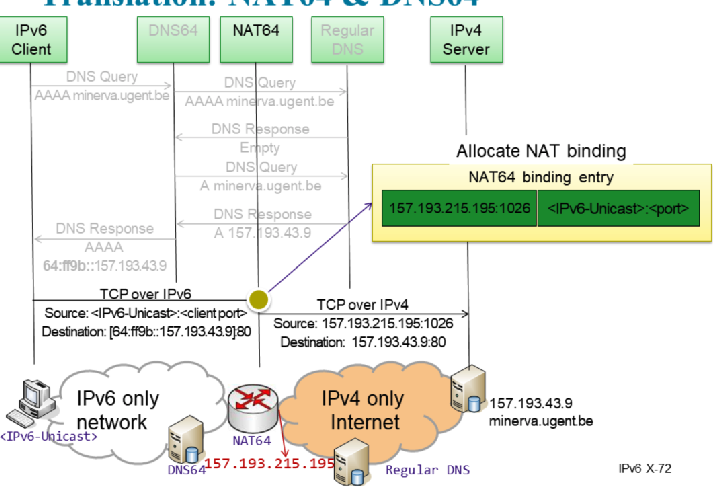 Translation: NAT64 & DNS64
IPv6
Client
DNS64
NAT64
Regular
DNS
IPv4
Server
DNS Query
AAAA minerva.ugent.be
DNS Query
AAAA minerva.ugent.be
DNS Response
Empty
DNS Query
A minerva.ugent.be
DNS Response
A 157.193.43.9
DNS Response
AAAA
64:ff9b::157.193.43.9
Allocate NAT binding
NAT64 binding entry
157.193.215.195:1026 <IPv6-Unicast>:<port>
TCP over IPv6
Source: <IPv6-Unicast>:<client port>
Destination: [64:ff9b::157.193.43.9]:80
TCP over IPv4
Source: 157.193.215.195:1026
Destination: 157.193.43.9:80
IPv6 only
network
IPv4 only
Internet
157.193.43.9
minerva.ugent.be
<IPv6-Unicast>
NAT64
DNS64
157.193.215.195
Regular DNS
IPv6 X-72